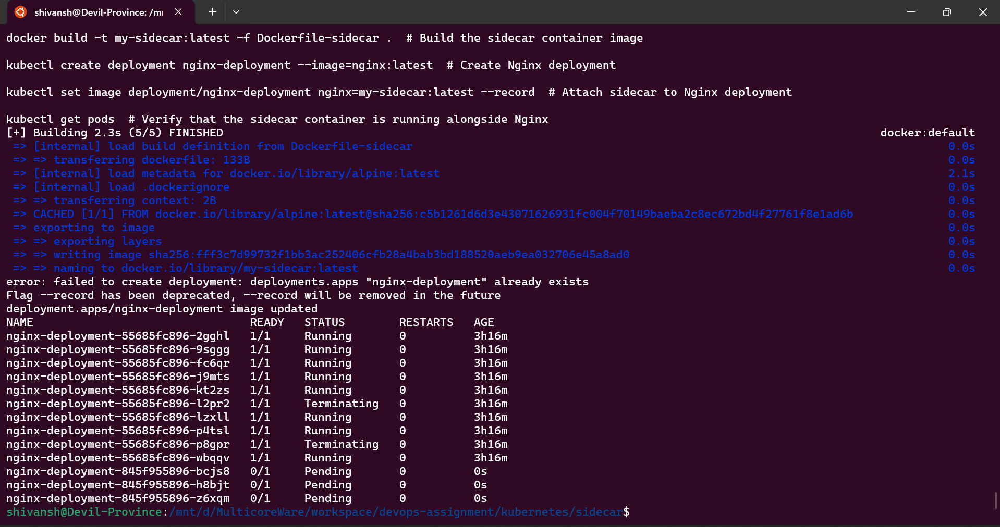 shivansh@Devil-Province: /m
docker build -t my-sidecar:latest -f Dockerfile-sidecar .  # Build the sidecar container image
kubectl create deployment nginx-deployment --image=nginx:latest  # Create Nginx deployment
kubectl set image deployment/nginx-deployment nginx=my-sidecar:latest --record  # Attach sidecar to Nginx deployment
kubectl get pods  # Verify that the sidecar container is running alongside Nginx
[+] Building 2.3s (5/5) FINISHED docker:default
=> [internal] load build definition from Dockerfile-sidecar 0.0s
=> => transferring dockerfile: 133B 0.0s
=> [internal] load metadata for docker.io/library/alpine:latest 2.1s
=> [internal] load .dockerignore 0.0s
=> => transferring context: 2B 0.0s
=> CACHED [1/1] FROM docker.io/library/alpine:latest@sha256:c5b1261d6d3e43071626931fc004f70149baeba2c8ec672bd4f27761f8e1ad6b 0.0s
=> exporting to image 0.0s
=> => exporting layers 0.0s
=> => writing image sha256:fff3c7d99732f1bb3ac252406cfb28a4bab3bd188520aeb9ea032706e45a8ad0 0.0s
=> => naming to docker.io/library/my-sidecar:latest 0.0s
error: failed to create deployment: deployments.apps "nginx-deployment" already exists
Flag --record has been deprecated, --record will be removed in the future
deployment.apps/nginx-deployment image updated
NAME READY STATUS RESTARTS AGE
nginx-deployment-55685fc896-2gghl 1/1 Running 0 3h16m
nginx-deployment-55685fc896-9sggg 1/1 Running 0 3h16m
nginx-deployment-55685fc896-fc6qr 1/1 Running 0 3h16m
nginx-deployment-55685fc896-j9mts 1/1 Running 0 3h16m
nginx-deployment-55685fc896-kt2zs 1/1 Running 0 3h16m
nginx-deployment-55685fc896-l2pr2 1/1 Terminating 0 3h16m
nginx-deployment-55685fc896-lzxll 1/1 Running 0 3h16m
nginx-deployment-55685fc896-p4tsl 1/1 Running 0 3h16m
nginx-deployment-55685fc896-p8gpr 1/1 Terminating 0 3h16m
nginx-deployment-55685fc896-wbqqv 1/1 Running 0 3h16m
nginx-deployment-845f955896-bcjs8 0/1 Pending 0 0s
nginx-deployment-845f955896-h8bjt 0/1 Pending 0 0s
nginx-deployment-845f955896-z6xqm 0/1 Pending 0 0s
shivansh@Devil-Province:/mnt/d/MulticoreWare/workspace/devops-assignment/kubernetes/sidecar$